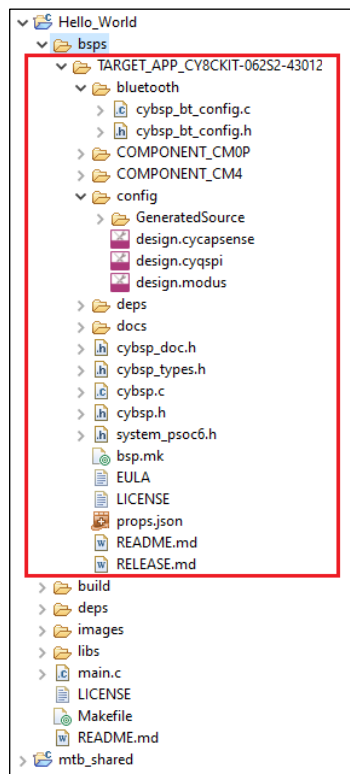 Hello_World
bsps
TARGET_APP_CY8CKIT-062S2-43012
bluetooth
cybsp_bt_config.c
cybsp_bt_config.h
COMPONENT_CM0P
COMPONENT_CM4
config
GeneratedSource
design.cycapsense
design.cyqspi
design.modus
deps
docs
cybsp_doc.h
cybsp_types.h
cybsp.c
cybsp.h
system_psoc6.h
bsp.mk
EULA
LICENSE
props.json
README.md
RELEASE.md
build
deps
images
libs
main.c
LICENSE
Makefile
README.md
mtb_shared